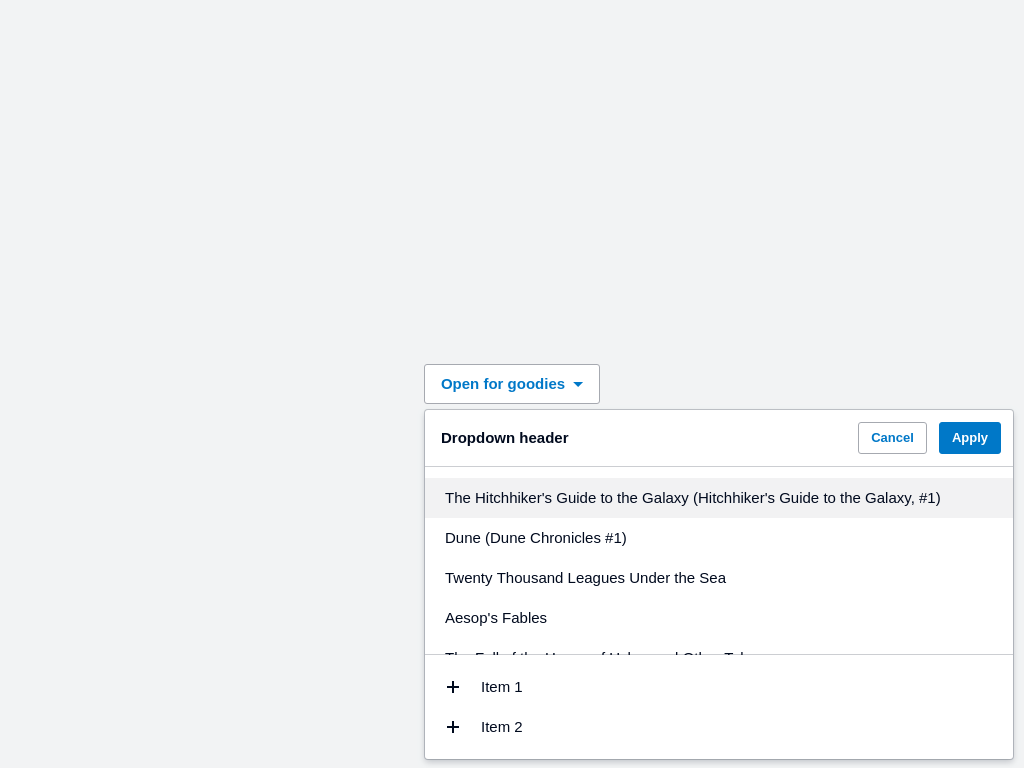 Open for goodies
Dropdown header
Cancel
Apply
The Hitchhiker's Guide to the Galaxy (Hitchhiker's Guide to the Galaxy, #1)
Dune (Dune Chronicles #1)
Twenty Thousand Leagues Under the Sea
Aesop's Fables
Item 1
Item 2